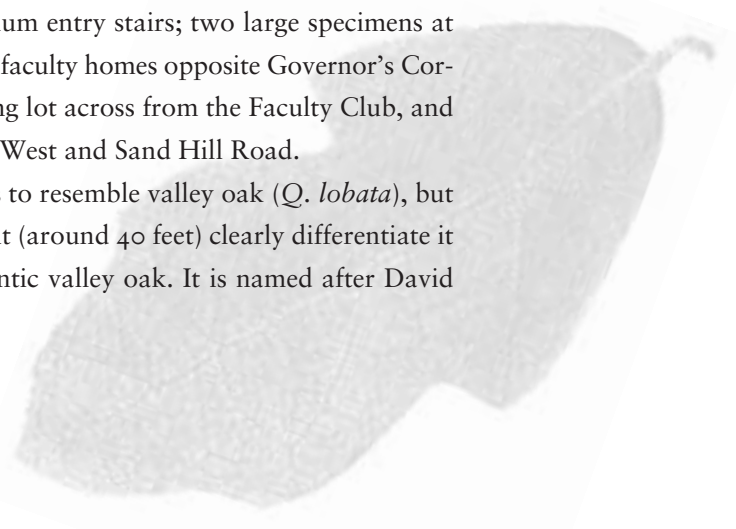 um entry stairs; two large specimens at
faculty homes opposite Governor’s Cor-
ng lot across from the Faculty Club, and
West and Sand Hill Road.
to resemble valley oak (Q. lobata), but
t (around 40 feet) clearly differentiate it
ntic valley oak. It is named after David